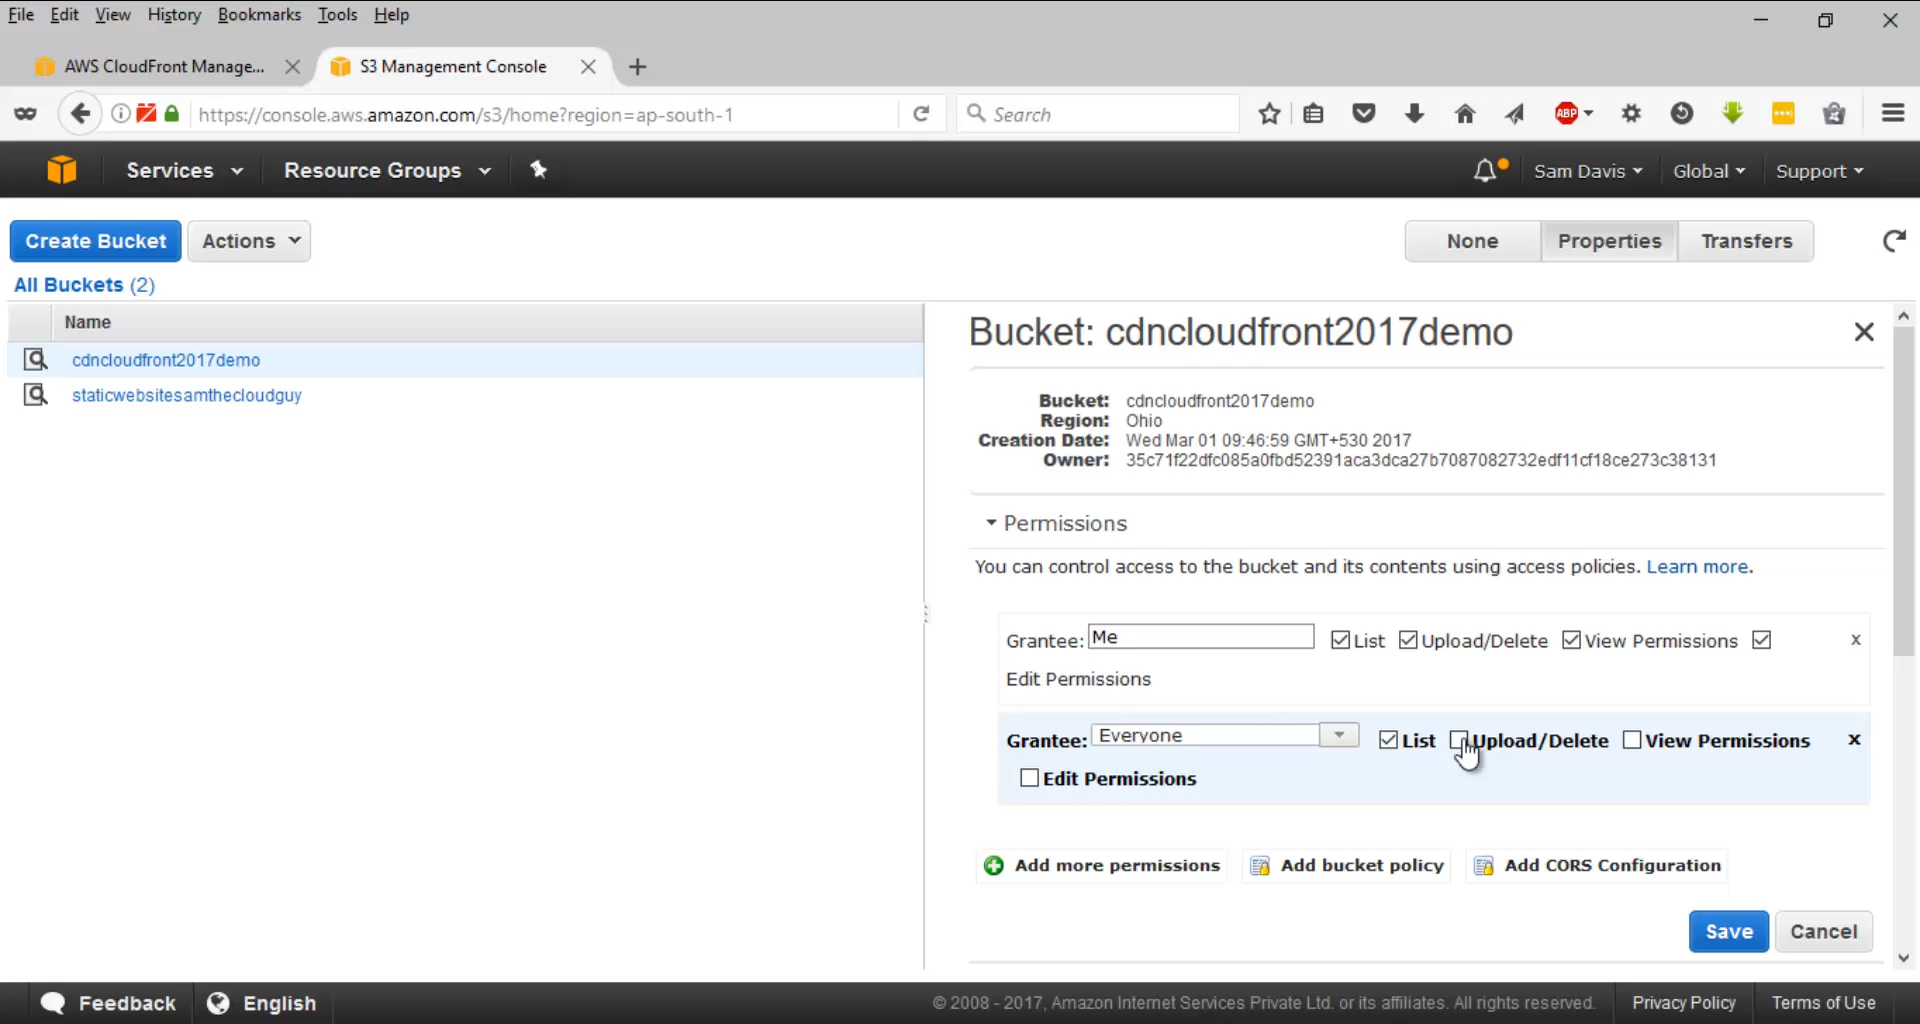 File Edit View History Bookmarks Tools Help
AWS CloudFront Manage... S3 Management Console
https://console.aws.amazon.com/s3/home?region=ap-south-1 Search ABP
Services Resource Groups Sam Davis Global Support
Create Bucket Actions None Properties Transfers
All Buckets (2)
Name
cdncloudfront2017demo
staticwebsitesamthecloudguy
Bucket: cdncloudfront2017demo
Bucket: cdncloudfront2017demo
Region: Ohio
Creation Date: Wed Mar 01 09:46:59 GMT+530 2017
Owner: 35c71f22dfc085a0fbd52391aca3dca27b7087082732edf11cf18ce273c38131
Permissions
You can control access to the bucket and its contents using access policies. Learn more.
Grantee: Me List Upload/Delete View Permissions x
Edit Permissions
Grantee: Everyone List Upload/Delete View Permissions x
Edit Permissions
Add more permissions Add bucket policy Add CORS Configuration
Save Cancel
Feedback English © 2008 - 2017, Amazon Internet Services Private Ltd. or its affiliates. All rights reserved. Privacy Policy Terms of Use